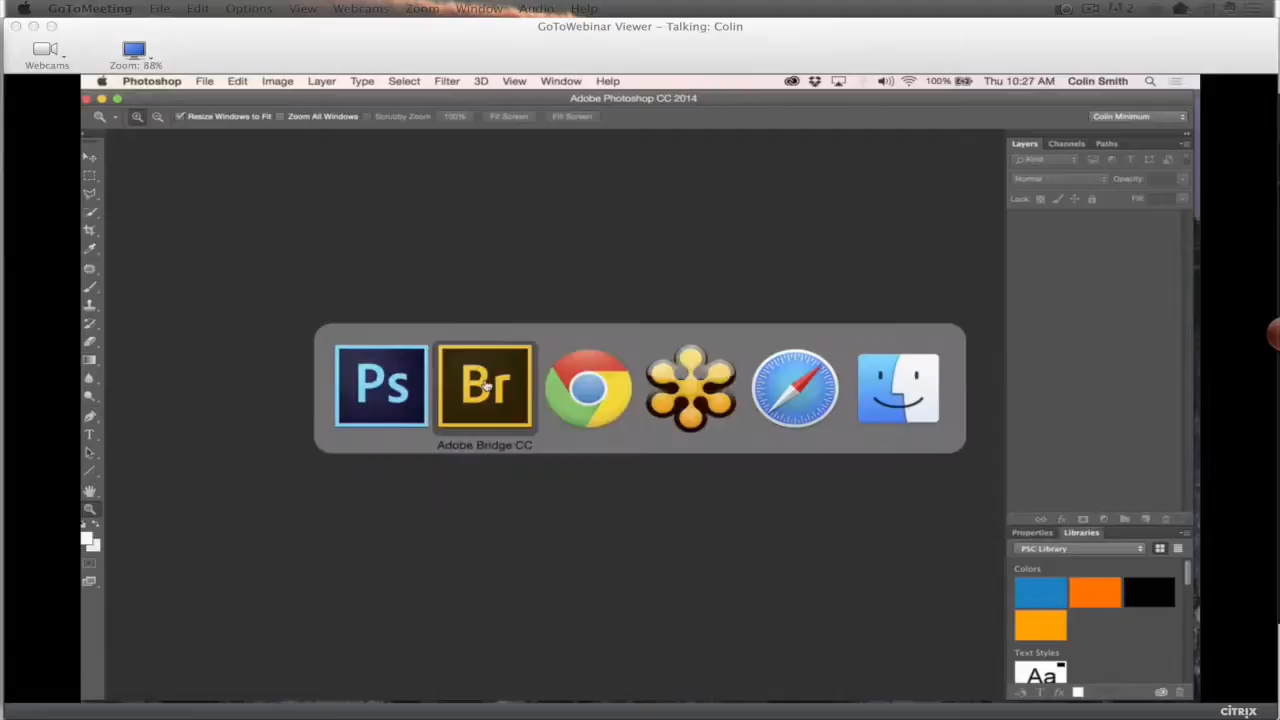 GoToMeeting File Edit Options View Webcams Zoom Window Audio Help
GoToWebinar Viewer – Talking: Colin
Webcams
Zoom: 88%
Photoshop File Edit Image Layer Type Select Filter 3D View Window Help 100% Thu 10:27 AM Colin Smith
Adobe Photoshop CC 2014
Resize Windows to Fit Zoom All Windows Scrubby Zoom 100% Fit Screen Fill Screen Colin Minimum
Layers Channels Paths
Kind
Normal Opacity:
Lock: Fill:
Ps Br
Adobe Bridge CC
Properties Libraries
PSC Library
Colors
Text Styles
Aa
CITRIX